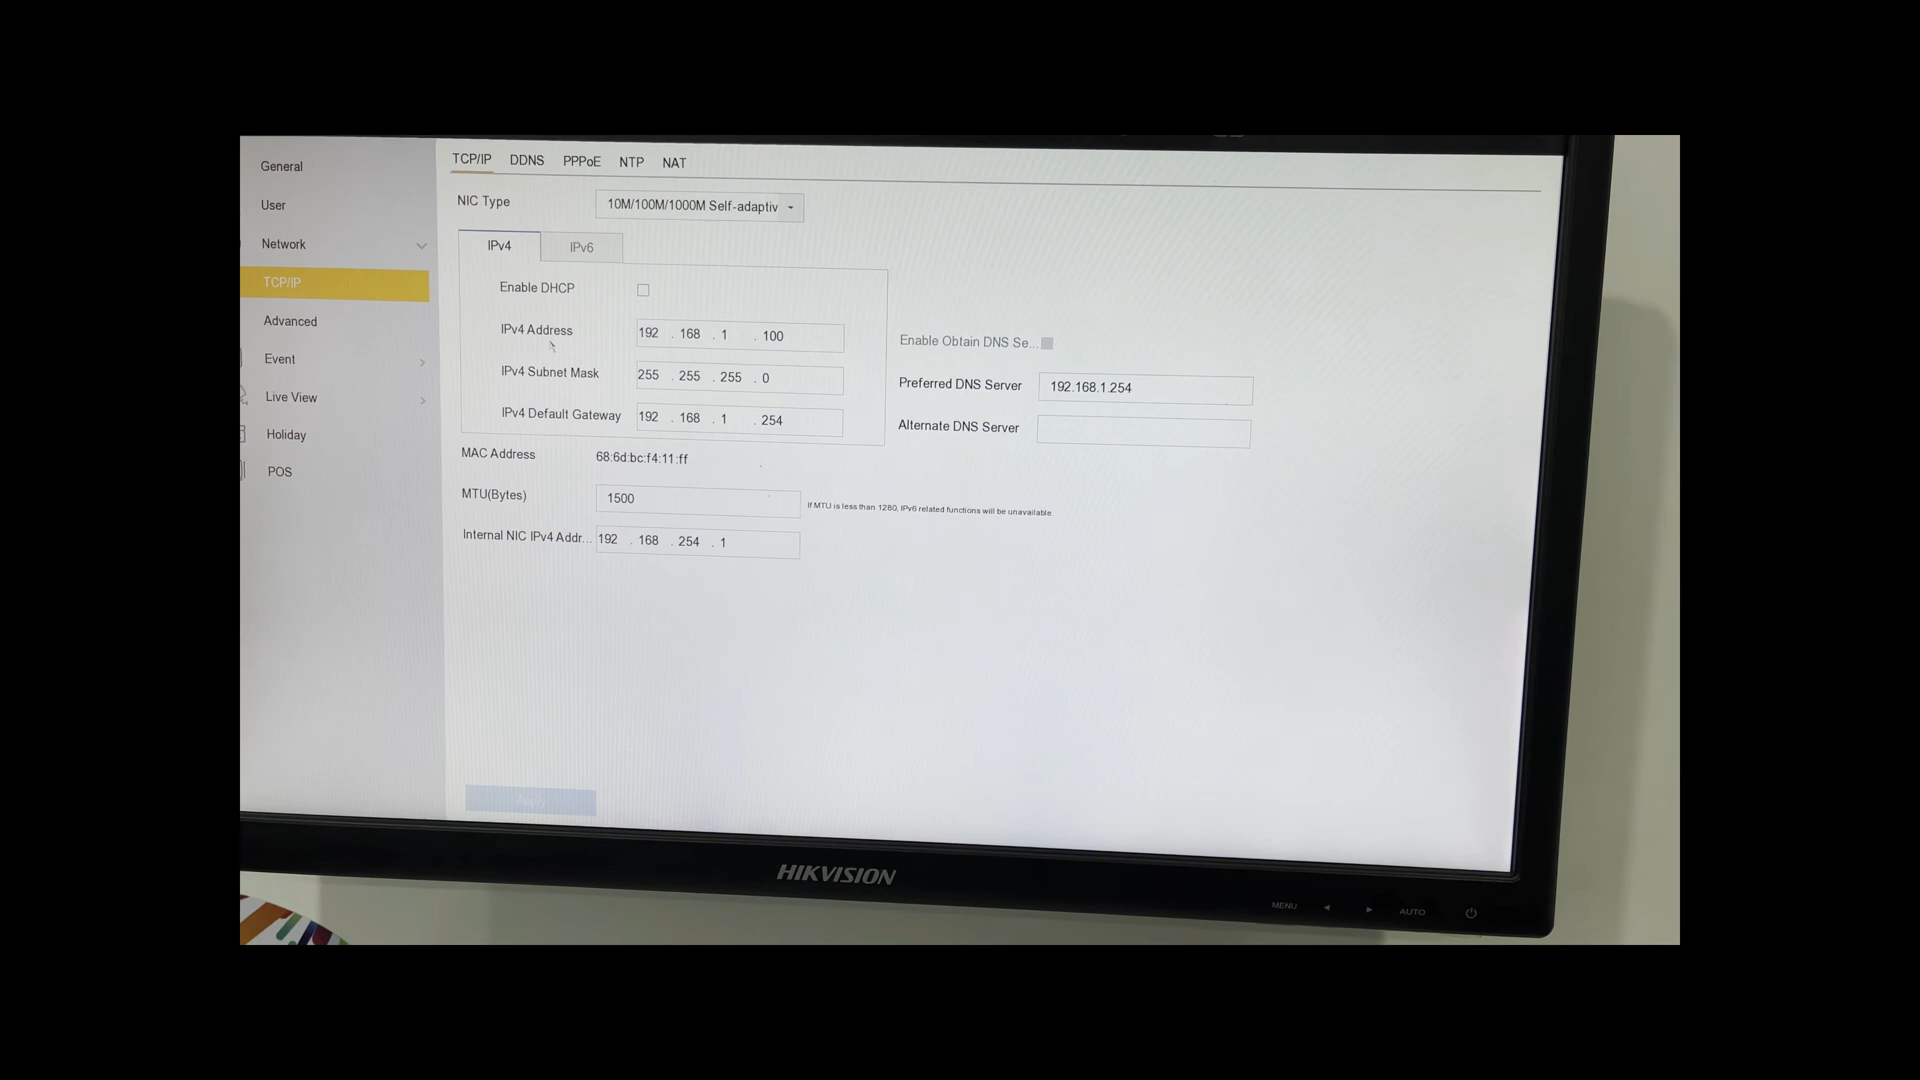 General
User
Network
TCP/IP
Advanced
Event
Live View
Holiday
POS
TCP/IP DDNS PPPoE NTP NAT
NIC Type 10M/100M/1000M Self-adaptiv
IPv4 IPv6
Enable DHCP
IPv4 Address 192 . 168 . 1 . 100
IPv4 Subnet Mask 255 . 255 . 255 . 0
IPv4 Default Gateway 192 . 168 . 1 . 254
Enable Obtain DNS Se...
Preferred DNS Server 192.168.1.254
Alternate DNS Server
MAC Address 68:6d:bc:f4:11:ff
MTU(Bytes) 1500 If MTU is less than 1280, IPv6 related functions will be unavailable.
Internal NIC IPv4 Addr... 192 . 168 . 254 . 1
Apply
HIKVISION
MENU AUTO